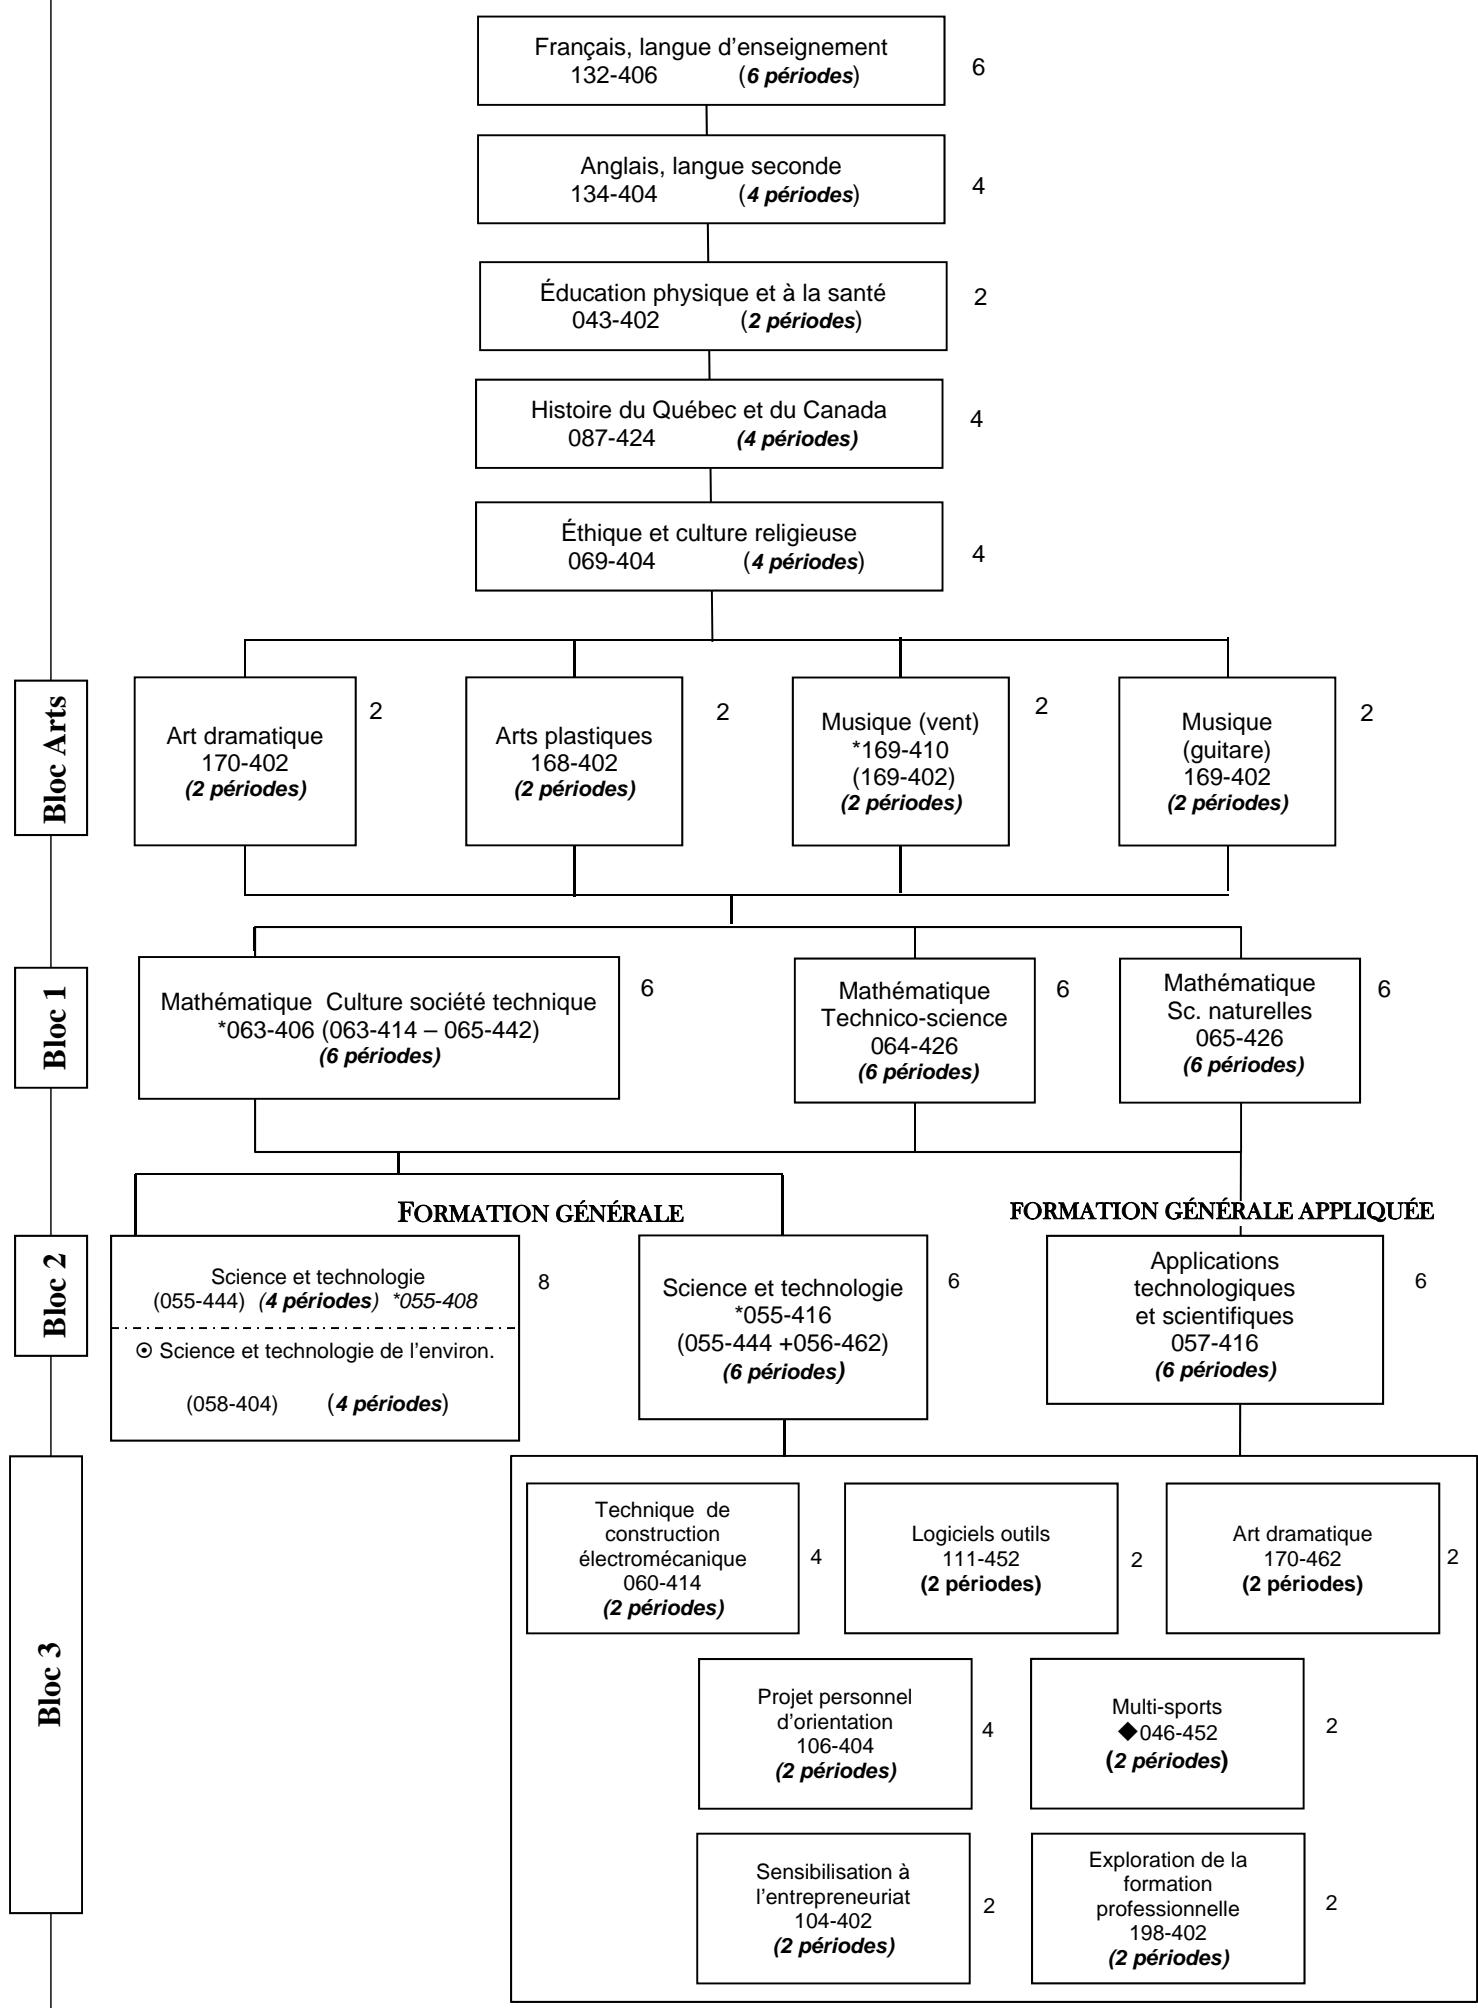 Français, langue d’enseignement
132-406 (6 périodes)
6
Anglais, langue seconde
134-404 (4 périodes)
4
Éducation physique et à la santé
043-402 (2 périodes)
2
Histoire du Québec et du Canada
087-424 (4 périodes)
4
Éthique et culture religieuse
069-404 (4 périodes)
4
Bloc Arts
Art dramatique
170-402
(2 périodes)
2
Arts plastiques
168-402
(2 périodes)
2
Musique (vent)
*169-410
(169-402)
(2 périodes)
2
Musique
(guitare)
169-402
(2 périodes)
2
Bloc 1
Mathématique Culture société technique
*063-406 (063-414 – 065-442)
(6 périodes)
6
Mathématique
Technico-science
064-426
(6 périodes)
6
Mathématique
Sc. naturelles
065-426
(6 périodes)
6
FORMATION GÉNÉRALE
FORMATION GÉNÉRALE APPLIQUÉE
Bloc 2
Science et technologie
(055-444) (4 périodes) *055-408
☉ Science et technologie de l’environ.
(058-404) (4 périodes)
8
Science et technologie
*055-416
(055-444 +056-462)
(6 périodes)
6
Applications
technologiques
et scientifiques
057-416
(6 périodes)
6
Bloc 3
Technique de
construction
électromécanique
060-414
(2 périodes)
4
Logiciels outils
111-452
(2 périodes)
2
Art dramatique
170-462
(2 périodes)
2
Projet personnel
d’orientation
106-404
(2 périodes)
4
Multi-sports
◆046-452
(2 périodes)
2
Sensibilisation à
l’entrepreneuriat
104-402
(2 périodes)
2
Exploration de la
formation
professionnelle
198-402
(2 périodes)
2